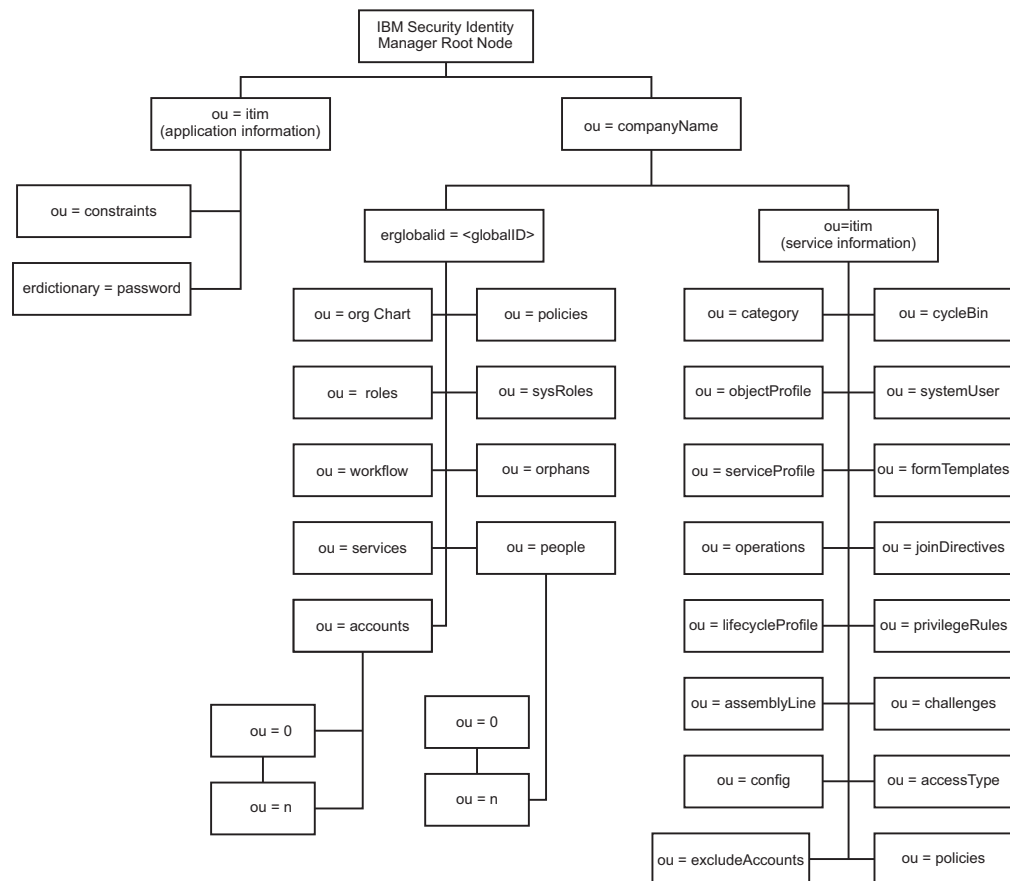 IBM Security Identity
Manager Root Node
ou = itim
(application information)
ou = companyName
ou = constraints
erdictionary = password
erglobalid = <globalID>
ou=itim
(service information)
ou = org Chart
ou = policies
ou = roles
ou = sysRoles
ou = workflow
ou = orphans
ou = services
ou = people
ou = accounts
ou = 0
ou = n
ou = 0
ou = n
ou = category
ou = cycleBin
ou = objectProfile
ou = systemUser
ou = serviceProfile
ou = formTemplates
ou = operations
ou = joinDirectives
ou = lifecycleProfile
ou = privilegeRules
ou = assemblyLine
ou = challenges
ou = config
ou = accessType
ou = excludeAccounts
ou = policies